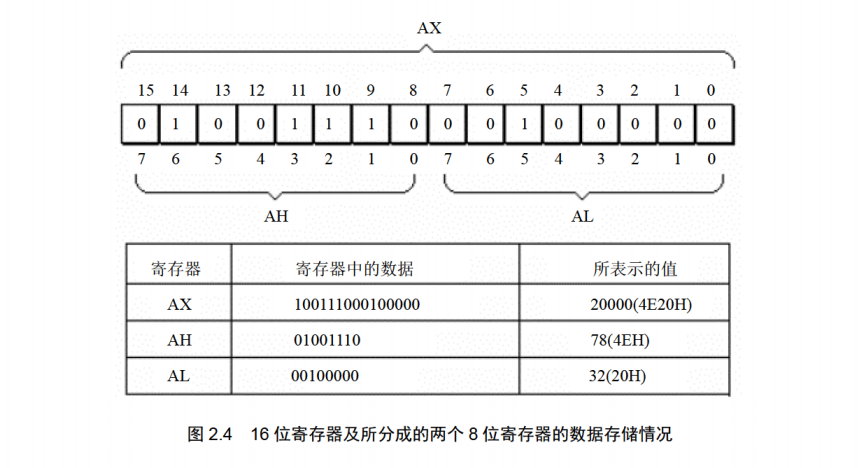 AX
15 14 13 12 11 10 9 8 7 6 5 4 3 2 1 0
0 1 0 0 1 1 1 0 0 0 1 0 0 0 0 0
7 6 5 4 3 2 1 0 7 6 5 4 3 2 1 0
AH AL
寄存器 寄存器中的数据 所表示的值
AX 100111000100000 20000(4E20H)
AH 01001110 78(4EH)
AL 00100000 32(20H)
图 2.4 16 位寄存器及所分成的两个 8 位寄存器的数据存储情况